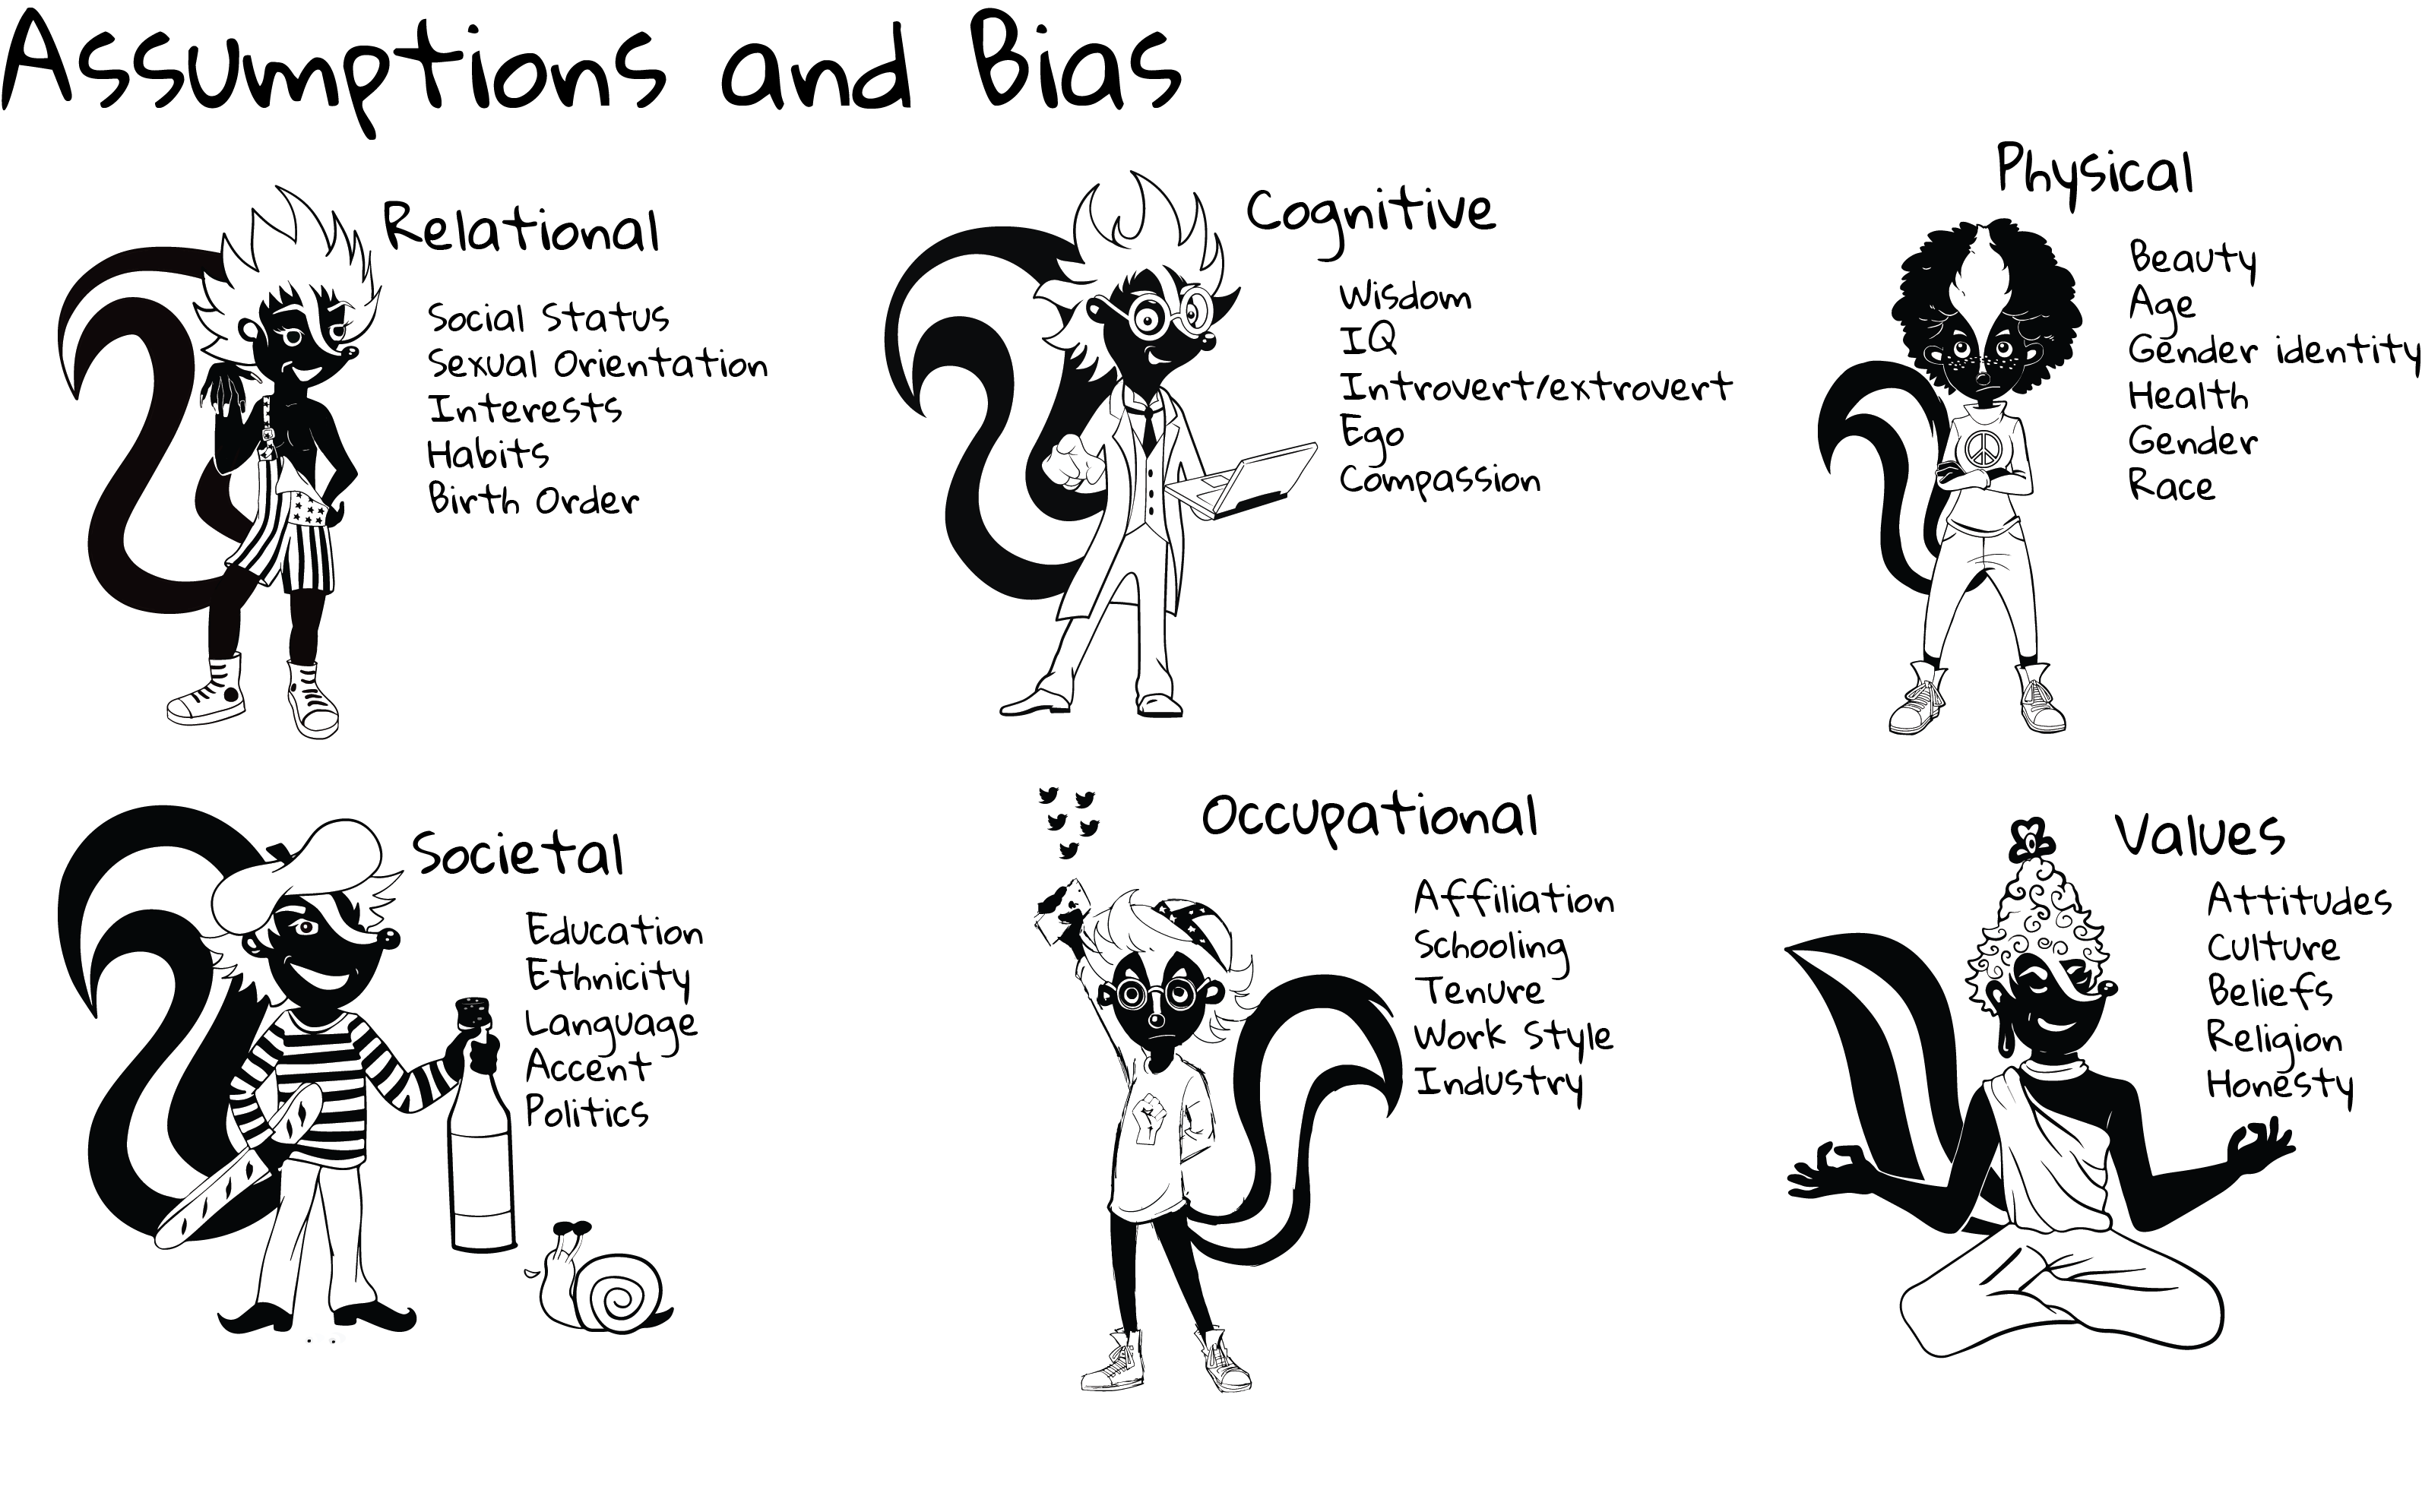 Assumptions and Bias
Relational
Social Status
Sexual Orientation
Interests
Habits
Birth Order
Cognitive
Wisdom
IQ
Introvert/extrovert
Ego
Compassion
Physical
Beauty
Age
Gender identity
Health
Gender
Race
Societal
Education
Ethnicity
Language
Accent
Politics
Occupational
Affiliation
Schooling
Tenure
Work Style
Industry
Values
Attitudes
Culture
Beliefs
Religion
Honesty